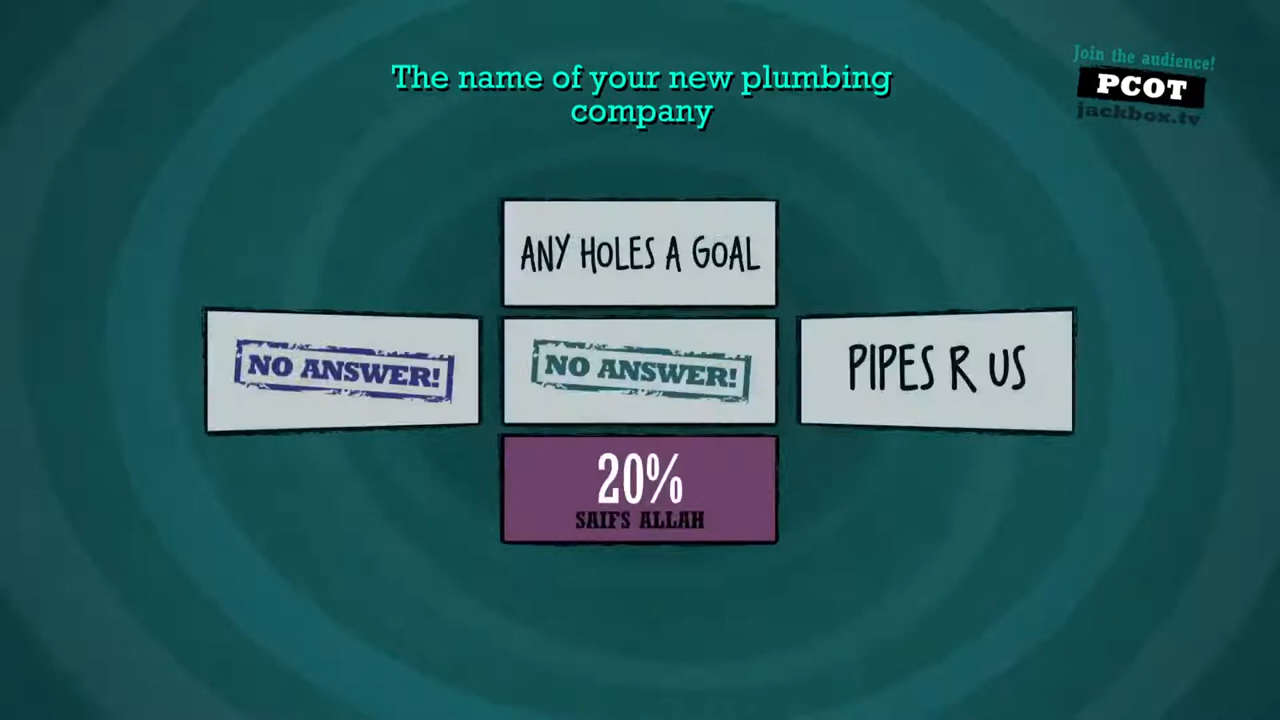 Join the audience!
PCOT
jackbox.tv
The name of your new plumbing
company
ANY HOLES A GOAL
NO ANSWER!
NO ANSWER!
PIPES R US
20%
SAIFS ALLAH